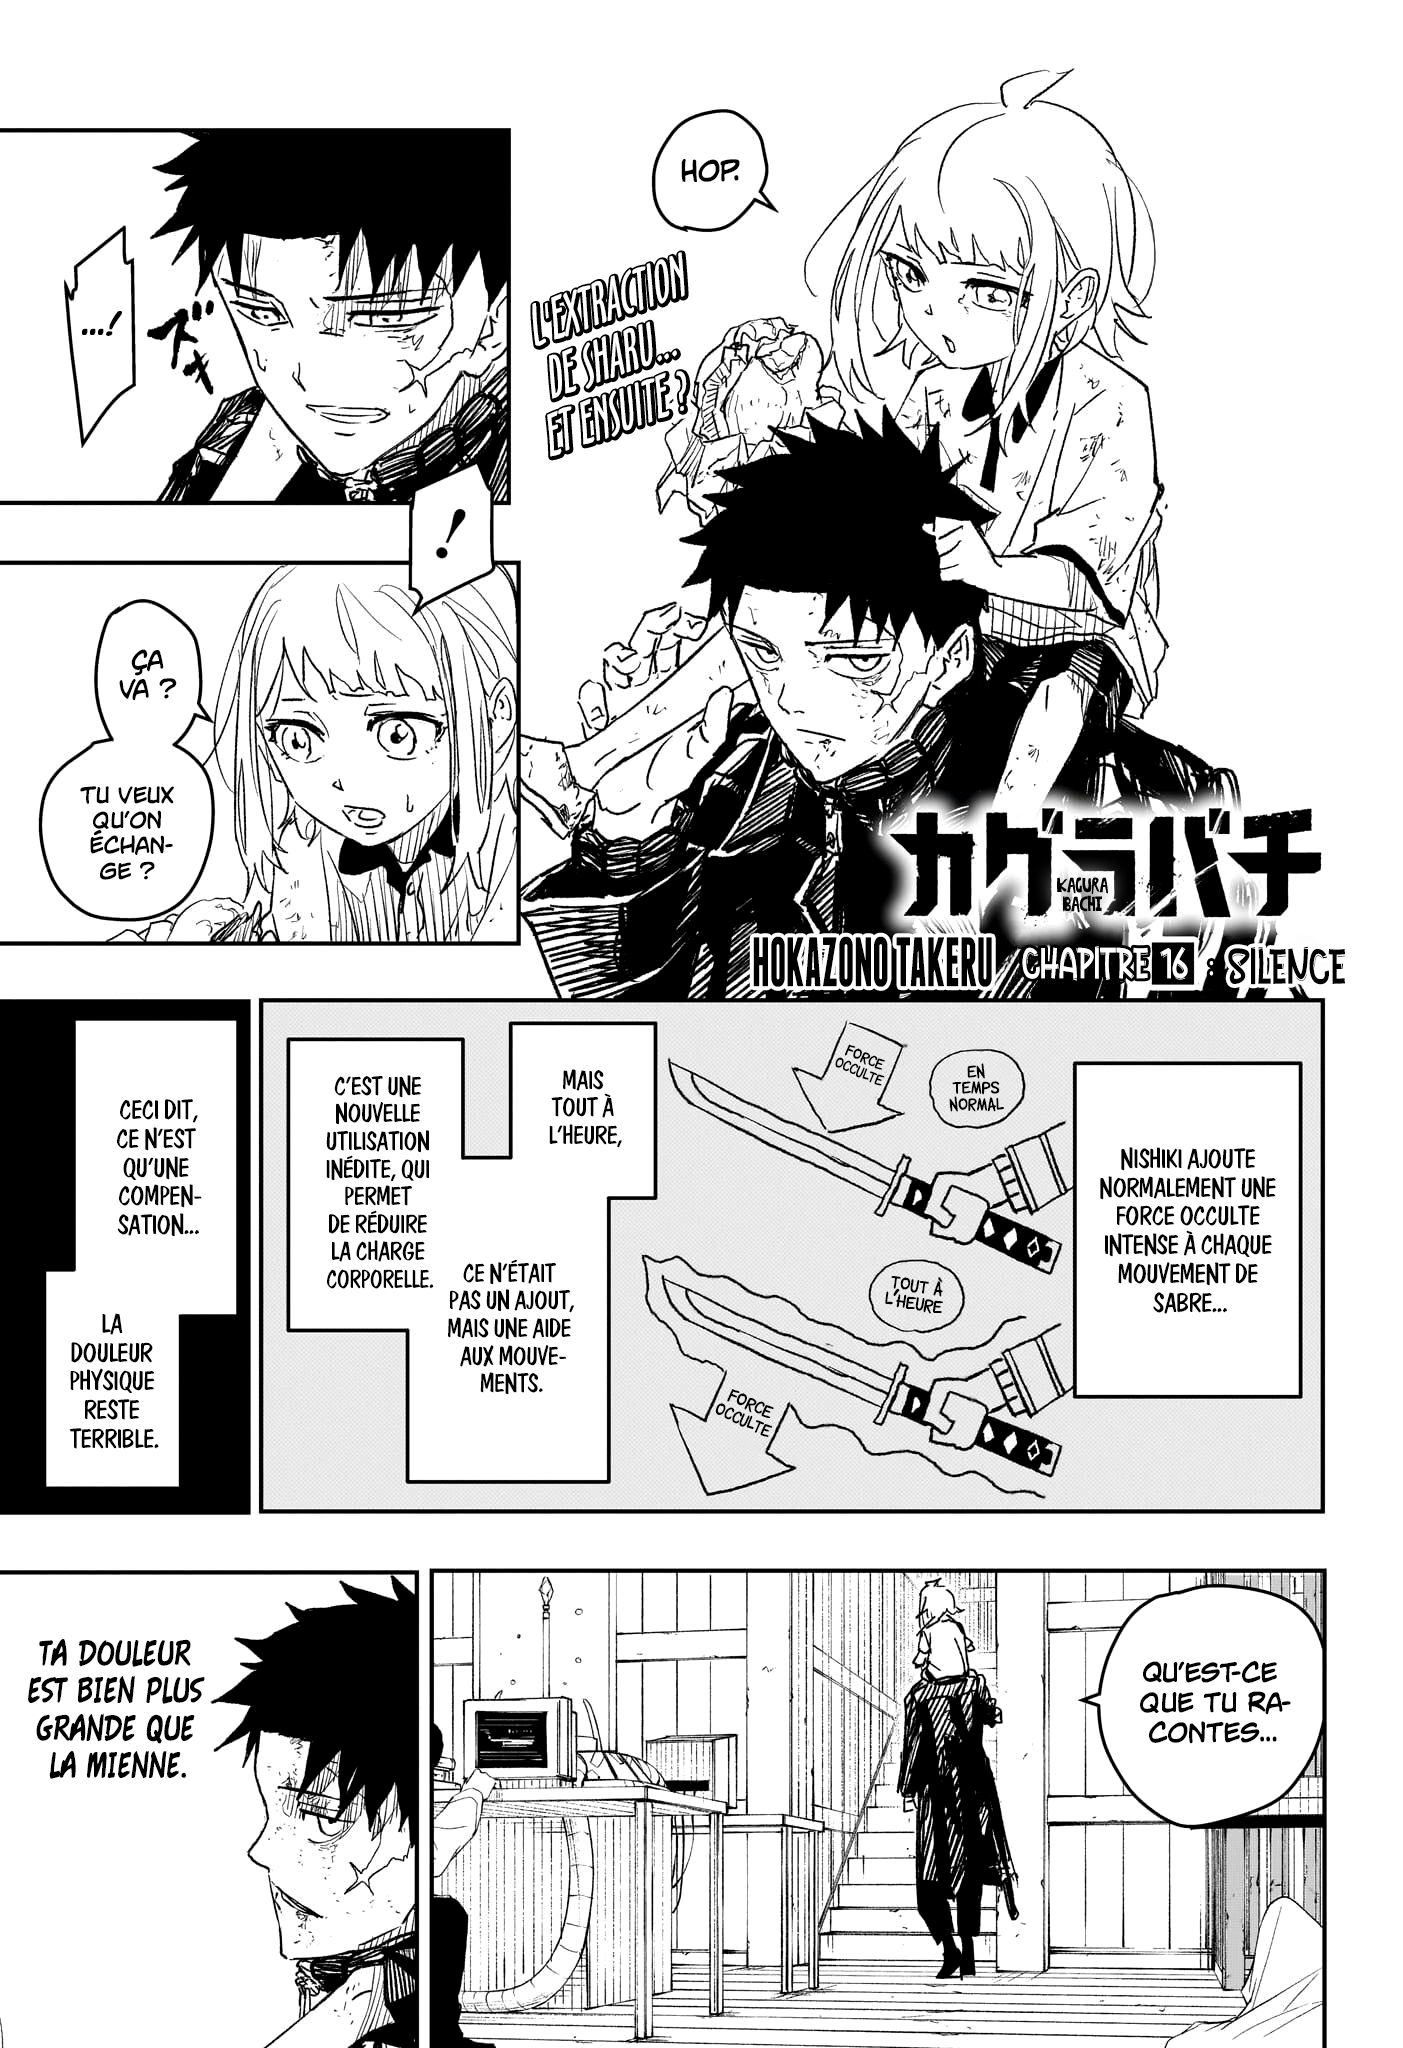 HOP.
L'EXTRACTION
DE SHARU...
ET ENSUITE ?
カグラバチ
KAGURA
BACHI
HOKAZONO TAKERU
CHAPITRE 16 : SILENCE
...!
ズキ
!
ÇA
VA ?
TU VEUX
QU'ON
ÉCHAN-
GE ?
NISHIKI AJOUTE
NORMALEMENT UNE
FORCE OCCULTE
INTENSE À CHAQUE
MOUVEMENT DE
SABRE...
EN
TEMPS
NORMAL
FORCE
OCCULTE
TOUT À
L'HEURE
FORCE
OCCULTE
MAIS
TOUT À
L'HEURE,
CE N'ÉTAIT
PAS UN AJOUT,
MAIS UNE AIDE
AUX MOUVE-
MENTS.
C'EST UNE
NOUVELLE
UTILISATION
INÉDITE, QUI
PERMET
DE RÉDUIRE
LA CHARGE
CORPORELLE.
CECI DIT,
CE N'EST
QU'UNE
COMPEN-
SATION...
LA
DOULEUR
PHYSIQUE
RESTE
TERRIBLE.
QU'EST-CE
QUE TU RA-
CONTES...
TA DOULEUR
EST BIEN PLUS
GRANDE QUE
LA MIENNE.